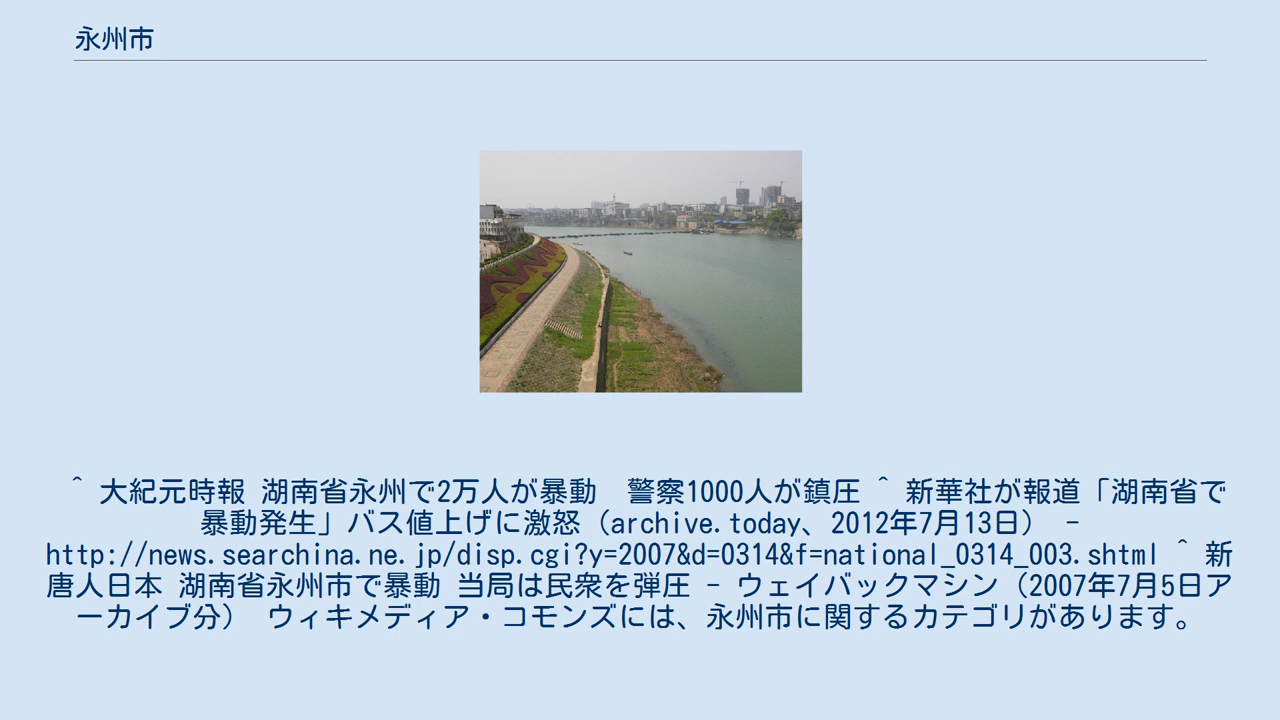 永州市
^ 大紀元時報 湖南省永州で2万人が暴動　警察1000人が鎮圧 ^ 新華社が報道「湖南省で
暴動発生」バス値上げに激怒（archive.today、2012年7月13日） -
http://news.searchina.ne.jp/disp.cgi?y=2007&d=0314&f=national_0314_003.shtml ^ 新
唐人日本 湖南省永州市で暴動 当局は民衆を弾圧 - ウェイバックマシン（2007年7月5日ア
ーカイブ分） ウィキメディア・コモンズには、永州市に関するカテゴリがあります。